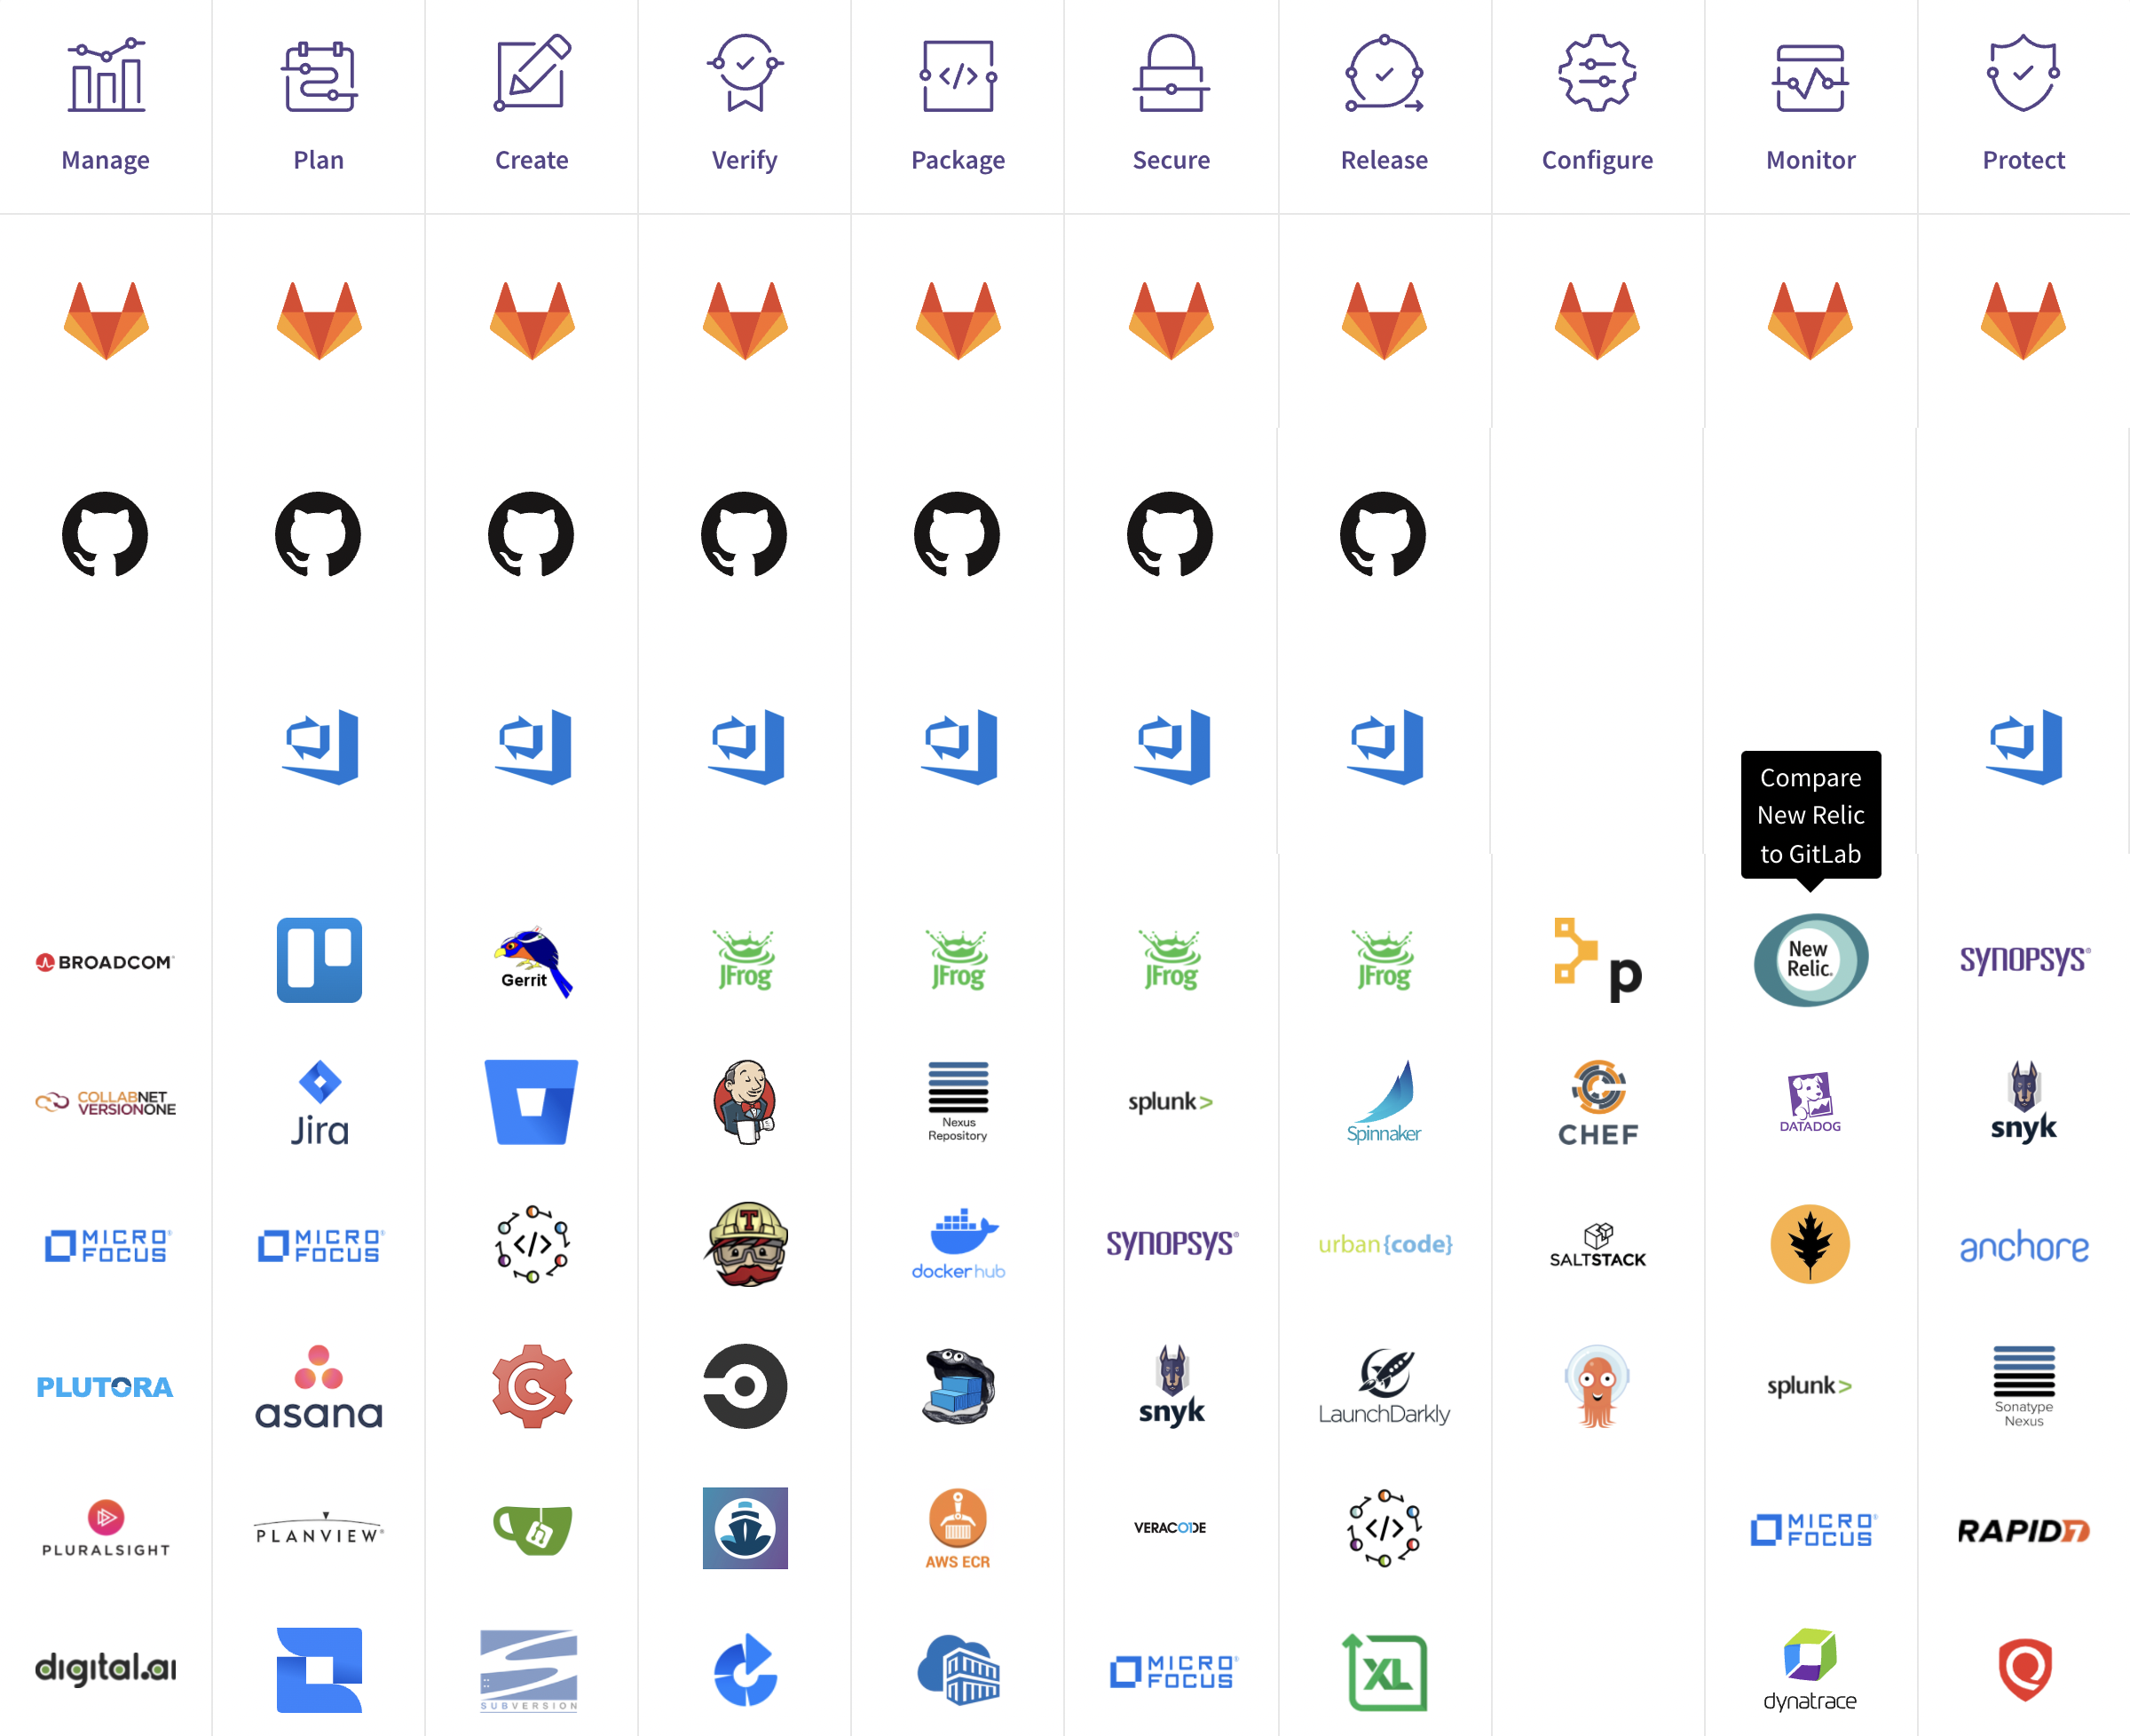 Manage
Plan
Create
Verify
Package
Secure
Release
Configure
Monitor
Protect
Compare
New Relic
to GitLab
BROADCOM
Gerrit
JFrog
JFrog
JFrog
JFrog
p
New
Relic.
SYNOPSYS®
COLLABNET
VERSIONONE
Jira
Nexus
Repository
splunk>
Spinnaker
CHEF
DATADOG
snyk
MICRO
FOCUS
MICRO
FOCUS
</>
T
docker hub
SYNOPSYS®
urban{code}
SALTSTACK
anchore
PLUTORA
asana
snyk
LaunchDarkly
splunk>
Sonatype
Nexus
PLURALSIGHT
PLANVIEW®
AWS ECR
VERACODE
</>
MICRO
FOCUS
RAPID7
digital.ai
SUBVERSION
MICRO
FOCUS
XL
dynatrace